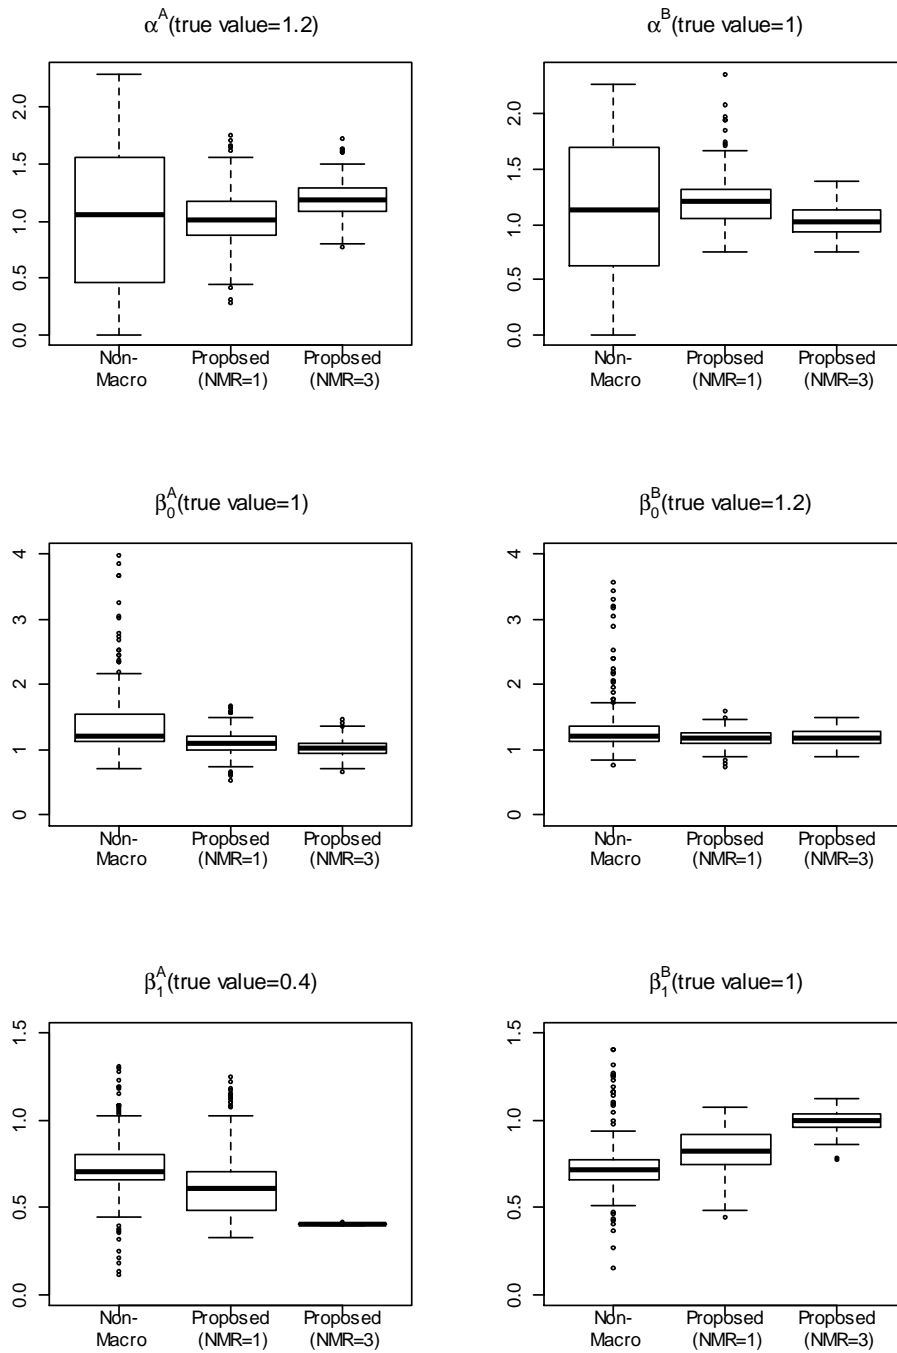 α^A(true value=1.2)
0.0 0.5 1.0 1.5 2.0
Non-Macro Proposed (NMR=1) Proposed (NMR=3)
α^B(true value=1)
0.0 0.5 1.0 1.5 2.0
Non-Macro Proposed (NMR=1) Proposed (NMR=3)
β_0^A(true value=1)
0 1 2 3 4
Non-Macro Proposed (NMR=1) Proposed (NMR=3)
β_0^B(true value=1.2)
0 1 2 3 4
Non-Macro Proposed (NMR=1) Proposed (NMR=3)
β_1^A(true value=0.4)
0.0 0.5 1.0 1.5
Non-Macro Proposed (NMR=1) Proposed (NMR=3)
β_1^B(true value=1)
0.0 0.5 1.0 1.5
Non-Macro Proposed (NMR=1) Proposed (NMR=3)